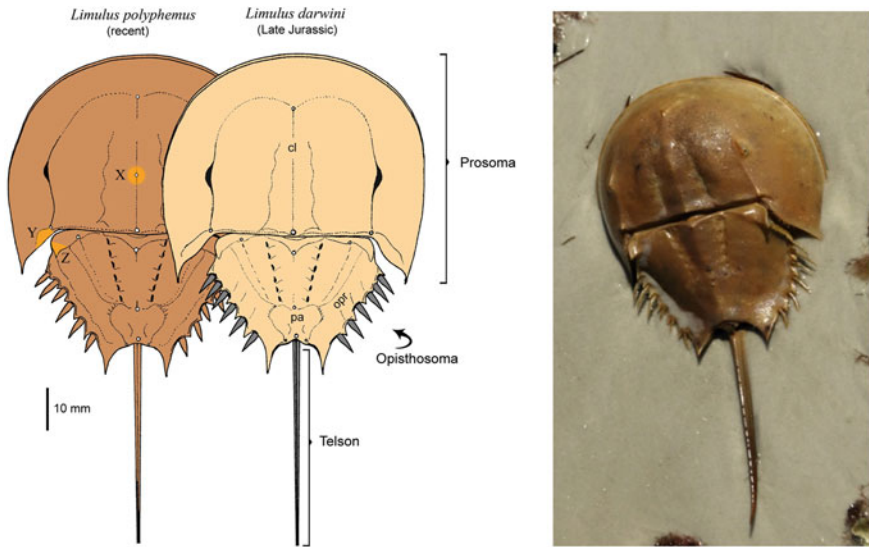 Limulus polyphemus
(recent)
Limulus darwini
(Late Jurassic)
cl
X
Prosoma
Y
Z
opr
pa
Opisthosoma
10 mm
Telson